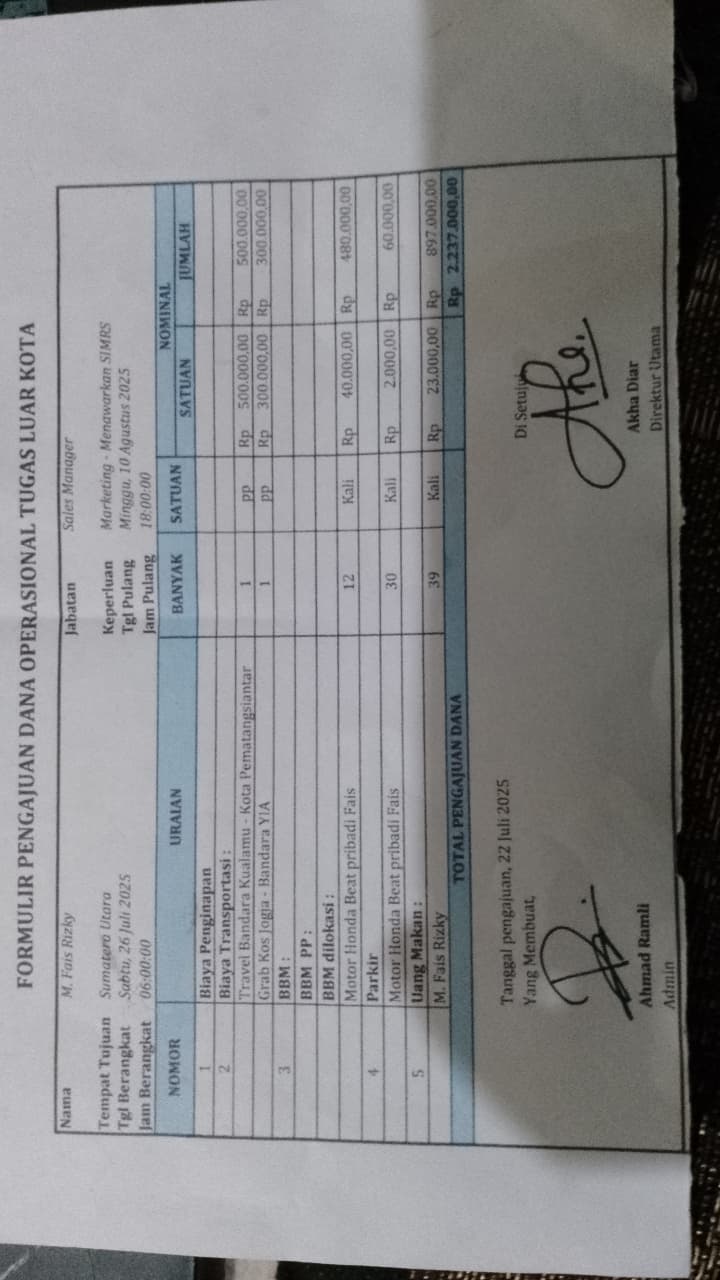 FORMULIR PENGAJUAN DANA OPERASIONAL TUGAS LUAR KOTA
Nama M. Fais Rizky Jabatan Sales Manager
Tempat Tujuan Sumatera Utara Keperluan Marketing - Menawarkan SIMRS
Tgl Berangkat Sabtu, 26 Juli 2025 Tgl Pulang Minggu, 10 Agustus 2025
Jam Berangkat 06:00:00 Jam Pulang 18:00:00
NOMOR URAIAN BANYAK SATUAN NOMINAL
SATUAN JUMLAH
1 Biaya Penginapan
2 Biaya Transportasi :
Travel Bandara Kualamu - Kota Pematangsiantar 1 pp Rp 500.000,00 Rp 500.000,00
Grab Kos Jogja - Bandara YIA 1 pp Rp 300.000,00 Rp 300.000,00
3 BBM :
BBM PP :
BBM dilokasi :
Motor Honda Beat pribadi Fais 12 Kali Rp 40.000,00 Rp 480.000,00
4 Parkir
Motor Honda Beat pribadi Fais 30 Kali Rp 2.000,00 Rp 60.000,00
5 Uang Makan :
M. Fais Rizky 39 Kali Rp 23.000,00 Rp 897.000,00
TOTAL PENGAJUAN DANA Rp 2.237.000,00
Tanggal pengajuan, 22 Juli 2025
Yang Membuat, Di Setujui
Ahmad Ramli Akha Diar
Admin Direktur Utama